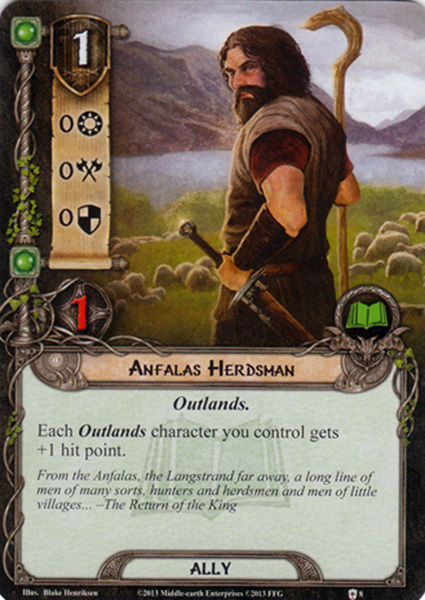 1
0
0
0
1
ANFALAS HERDSMAN
Outlands.
Each Outlands character you control gets
+1 hit point.
From the Anfalas, the Langstrand far away, a long line of
men of many sorts, hunters and herdsmen and men of little
villages... –The Return of the King
ALLY
Illus. Blake Henriksen ©2013 Middle-earth Enterprises ©2013 FFG 8